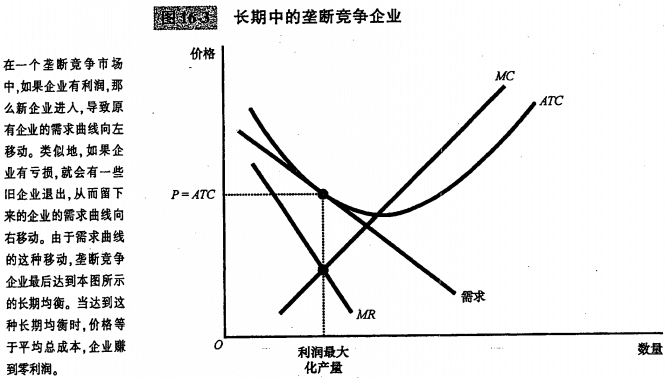 图16-3 长期中的垄断竞争企业
在一个垄断竞争市场
中,如果企业有利润,那
么新企业进人,导致原
有企业的需求曲线向左
移动。类似地,如果企
业有亏损,就会有一些
旧企业退出,从而留下
来的企业的需求曲线向
右移动。由于需求曲线
的这种移动,垄断竞争
企业最后达到本图所示
的长期均衡。当达到这
种长期均衡时,价格等
于平均总成本,企业赚
到零利润。
价格
MC
ATC
P=ATC
需求
MR
O
利润最大
化产量
数量